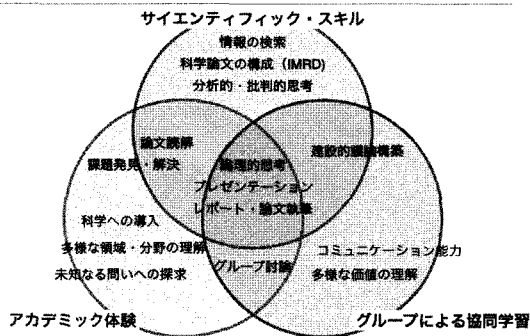 サイエンティフィック・スキル
情報の検索
科学論文の構成（IMRD)
分析的・批判的思考
論文読解
建設的議論構築
課題発見・解決
論理的思考
プレゼンテーション
レポート・論文執筆
科学への導入
多様な領域・分野の理解
未知なる問いへの探求
グループ討論
コミュニケーション能力
多様な価値の理解
アカデミック体験
グループによる協同学習